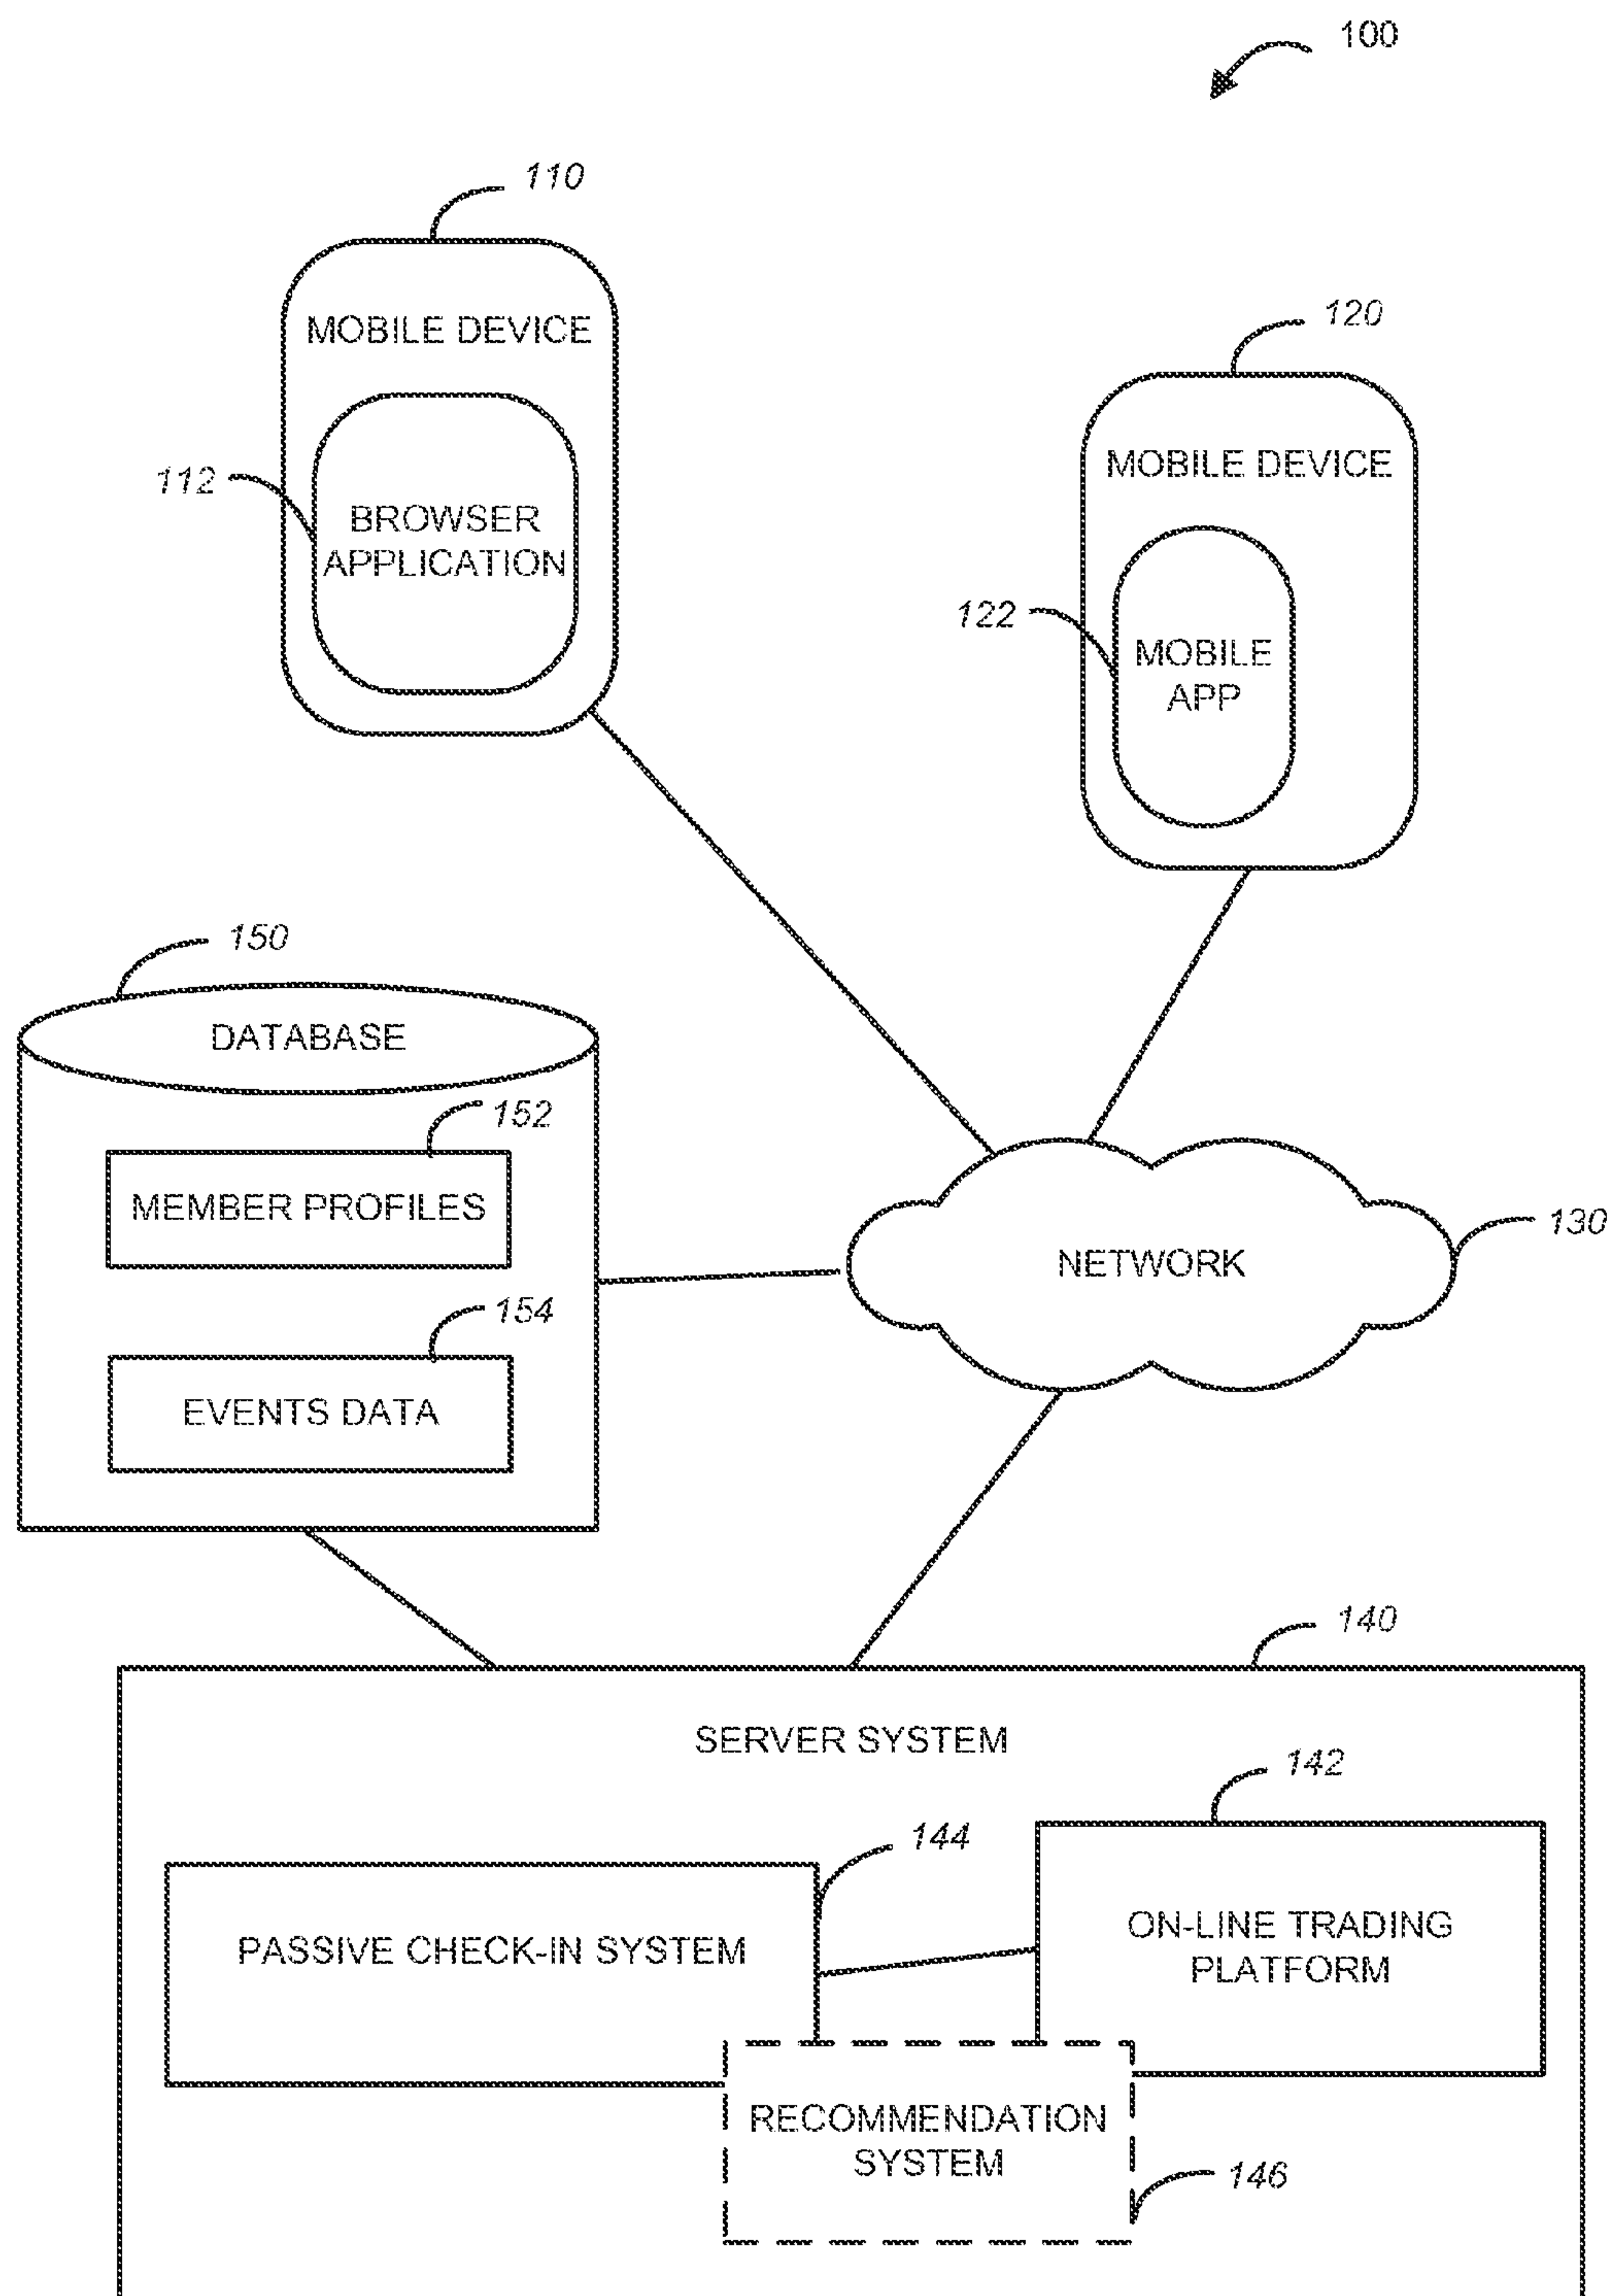 100
110
MOBILE DEVICE
112
BROWSER
APPLICATION
120
MOBILE DEVICE
122
MOBILE
APP
150
DATABASE
152
MEMBER PROFILES
154
EVENTS DATA
NETWORK
130
140
SERVER SYSTEM
142
144
PASSIVE CHECK-IN SYSTEM
ON-LINE TRADING
PLATFORM
RECOMMENDATION
SYSTEM
146